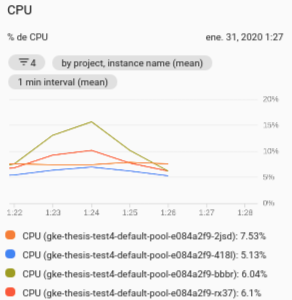 CPU
% de CPU
ene. 31, 2020 1:27
4
by project, instance name (mean)
1 min interval (mean)
20%
15%
10%
5%
0%
1:22 1:23 1:24 1:25 1:26 1:27 1:28
CPU (gke-thesis-test4-default-pool-e084a2f9-2jsd): 7.53%
CPU (gke-thesis-test4-default-pool-e084a2f9-418l): 5.13%
CPU (gke-thesis-test4-default-pool-e084a2f9-bbbr): 6.04%
CPU (gke-thesis-test4-default-pool-e084a2f9-rx37): 6.1%